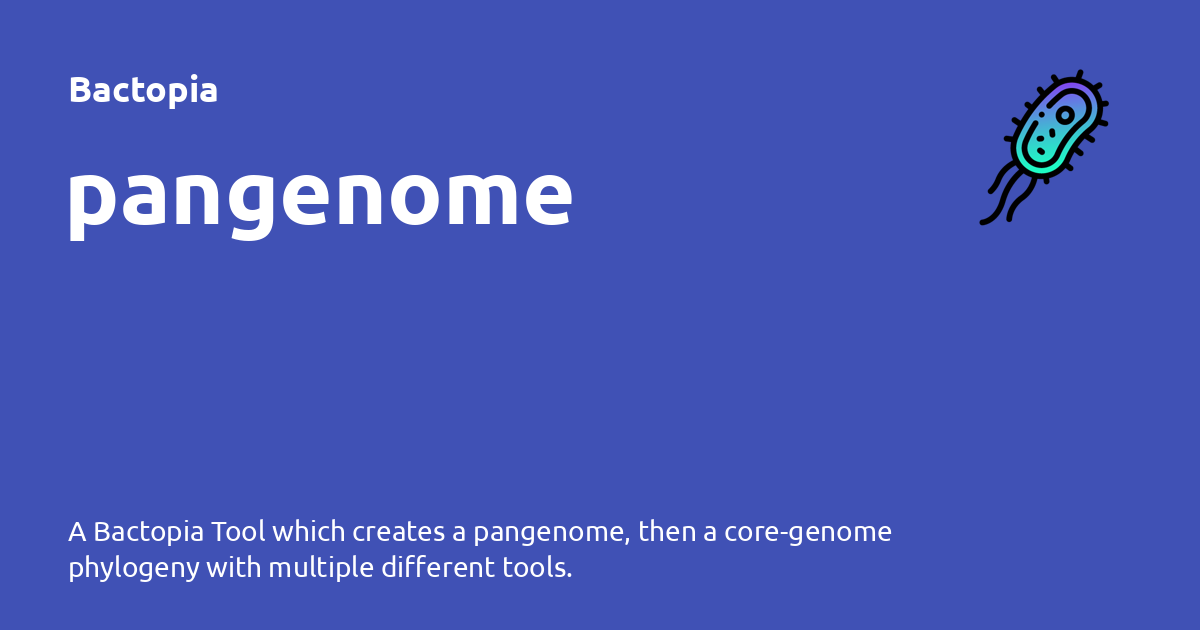 Bactopia
pangenome
A Bactopia Tool which creates a pangenome, then a core-genome
phylogeny with multiple different tools.